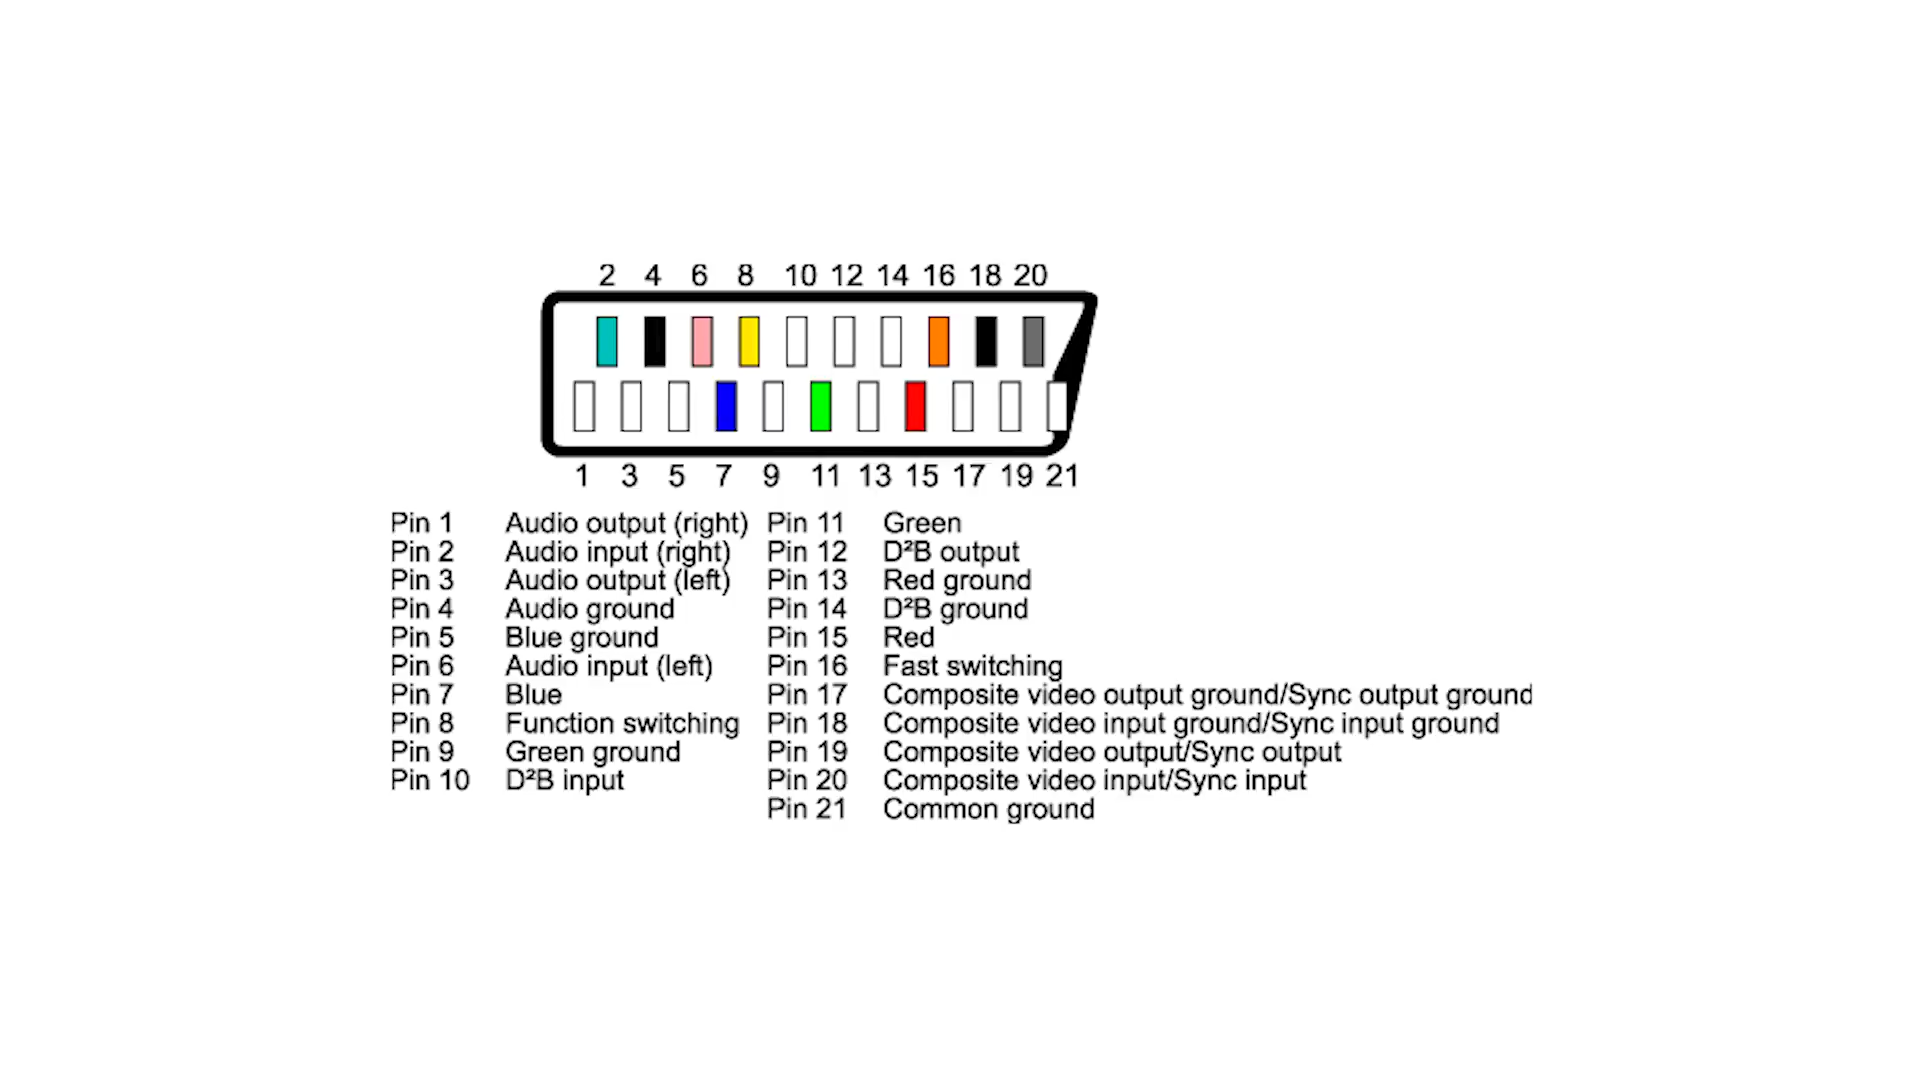 2 4 6 8 10 12 14 16 18 20
1 3 5 7 9 11 13 15 17 19 21
Pin 1 Audio output (right)
Pin 2 Audio input (right)
Pin 3 Audio output (left)
Pin 4 Audio ground
Pin 5 Blue ground
Pin 6 Audio input (left)
Pin 7 Blue
Pin 8 Function switching
Pin 9 Green ground
Pin 10 D²B input
Pin 11 Green
Pin 12 D²B output
Pin 13 Red ground
Pin 14 D²B ground
Pin 15 Red
Pin 16 Fast switching
Pin 17 Composite video output ground/Sync output ground
Pin 18 Composite video input ground/Sync input ground
Pin 19 Composite video output/Sync output
Pin 20 Composite video input/Sync input
Pin 21 Common ground